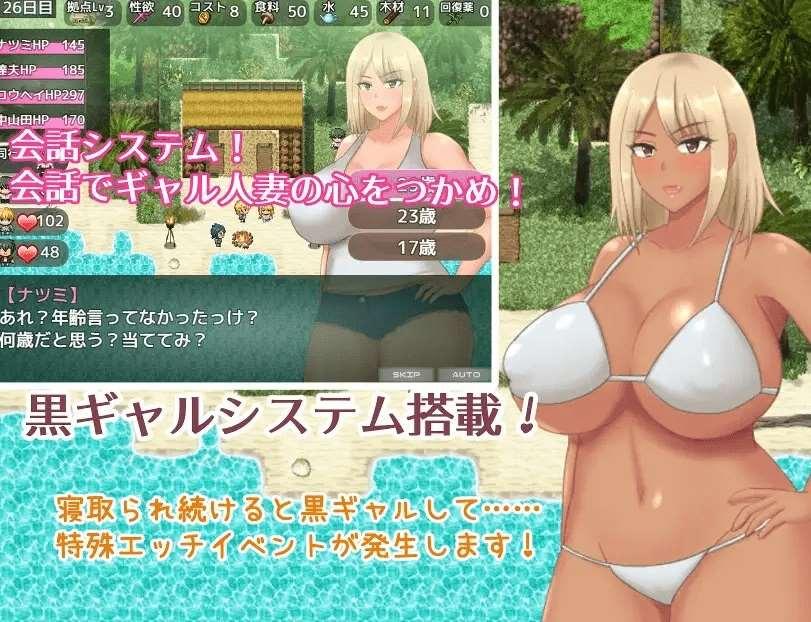 26日目 拠点Lv3 性欲 40 コスト 8 食料 50 水 45 木材 11 回復薬 0
ナツミHP 145
達夫HP 185
コウヘイHP297
中山田HP 170
会話システム！
会話でギャル人妻の心をつかめ！
23歳
17歳
102
48
【ナツミ】
あれ？年齢言ってなかったっけ？
何歳だと思う？当ててみ？
SKIP AUTO
黒ギャルシステム搭載！
寝取られ続けると黒ギャルして……
特殊エッチイベントが発生します！